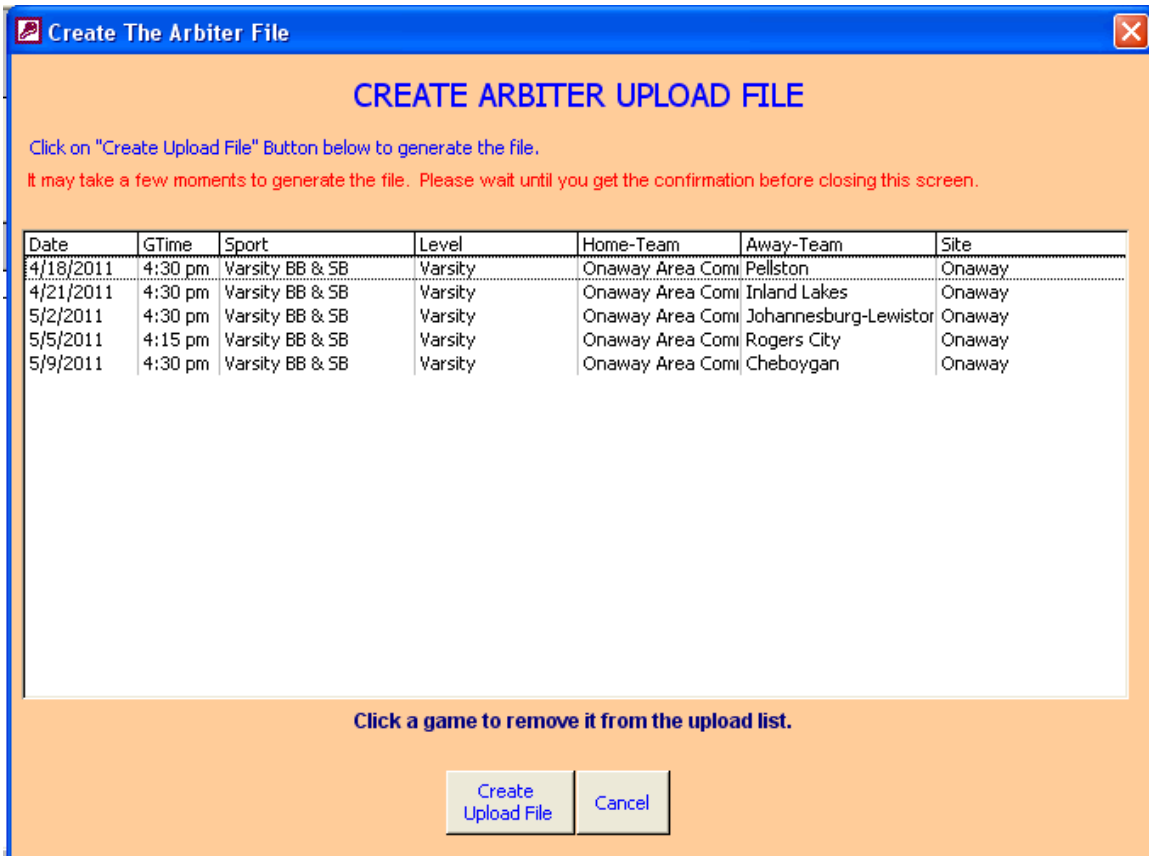 Create The Arbiter File
CREATE ARBITER UPLOAD FILE
Click on "Create Upload File" Button below to generate the file.
It may take a few moments to generate the file. Please wait until you get the confirmation before closing this screen.
Date GTime Sport Level Home-Team Away-Team Site
4/18/2011 4:30 pm Varsity BB & SB Varsity Onaway Area Comi Pellston Onaway
4/21/2011 4:30 pm Varsity BB & SB Varsity Onaway Area Comi Inland Lakes Onaway
5/2/2011 4:30 pm Varsity BB & SB Varsity Onaway Area Comi Johannesburg-Lewiston Onaway
5/5/2011 4:15 pm Varsity BB & SB Varsity Onaway Area Comi Rogers City Onaway
5/9/2011 4:30 pm Varsity BB & SB Varsity Onaway Area Comi Cheboygan Onaway
Click a game to remove it from the upload list.
Create
Upload File
Cancel